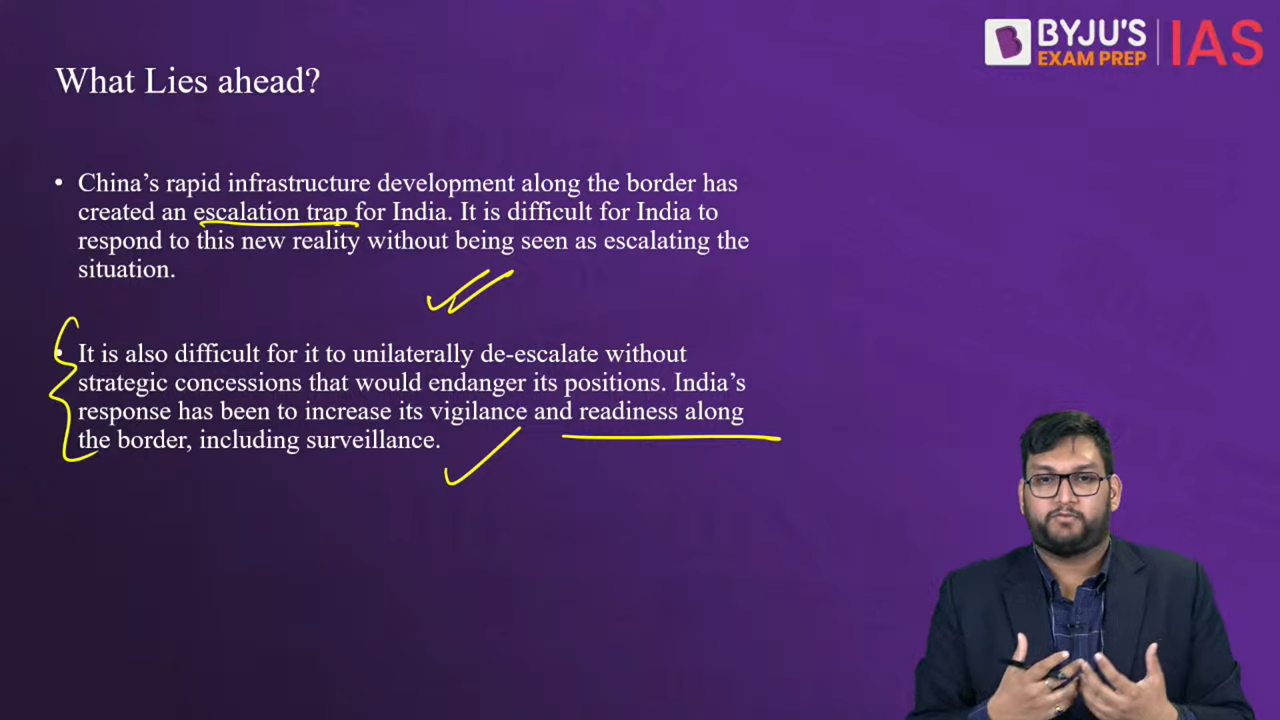 BYJU'S
EXAM PREP
IAS
What Lies ahead?
• China’s rapid infrastructure development along the border has
created an escalation trap for India. It is difficult for India to
respond to this new reality without being seen as escalating the
situation.
• It is also difficult for it to unilaterally de-escalate without
strategic concessions that would endanger its positions. India’s
response has been to increase its vigilance and readiness along
the border, including surveillance.